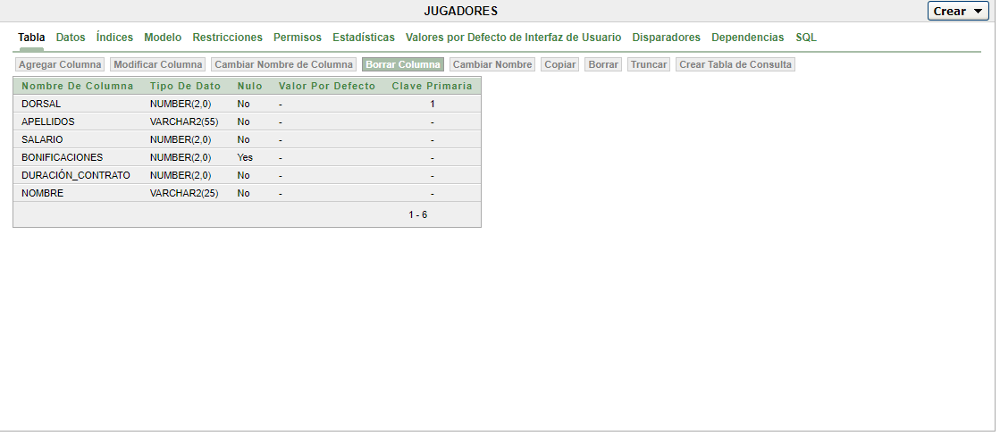 JUGADORES
Crear
Tabla Datos Índices Modelo Restricciones Permisos Estadísticas Valores por Defecto de Interfaz de Usuario Disparadores Dependencias SQL
Agregar Columna Modificar Columna Cambiar Nombre de Columna Borrar Columna Cambiar Nombre Copiar Borrar Truncar Crear Tabla de Consulta
Nombre De Columna Tipo De Dato Nulo Valor Por Defecto Clave Primaria
DORSAL NUMBER(2,0) No - 1
APELLIDOS VARCHAR2(55) No - -
SALARIO NUMBER(2,0) No - -
BONIFICACIONES NUMBER(2,0) Yes - -
DURACIÓN_CONTRATO NUMBER(2,0) No - -
NOMBRE VARCHAR2(25) No - -
1 - 6